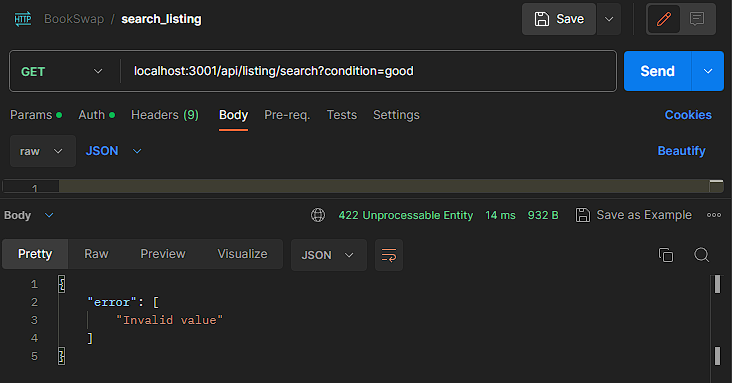 HTTP BookSwap / search_listing Save
GET localhost:3001/api/listing/search?condition=good Send
Params Auth Headers (9) Body Pre-req. Tests Settings Cookies
raw JSON Beautify
1
Body 422 Unprocessable Entity 14 ms 932 B Save as Example
Pretty Raw Preview Visualize JSON
1 {
2 "error": [
3 "Invalid value"
4 ]
5 }